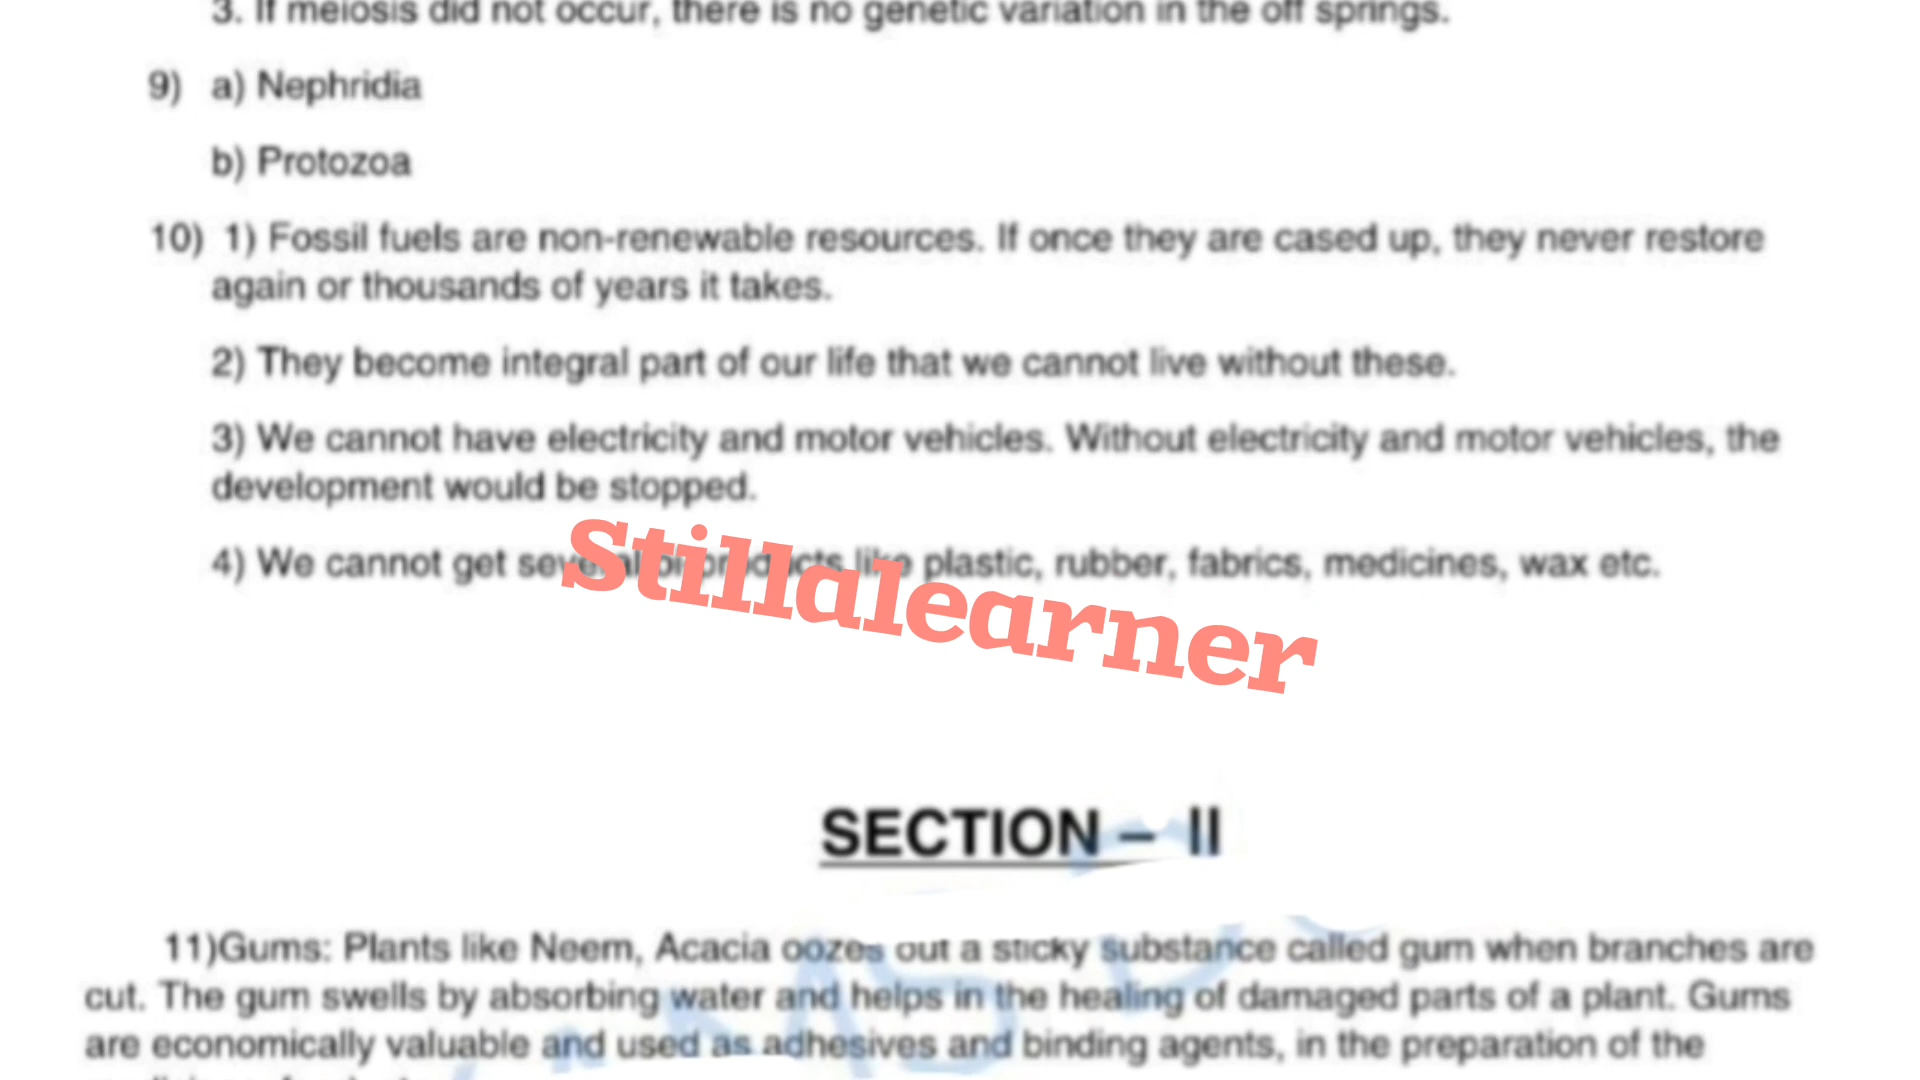 3. If meiosis did not occur, there is no genetic variation in the off springs.
9) a) Nephridia
b) Protozoa
10) 1) Fossil fuels are non-renewable resources. If once they are cased up, they never restore
again or thousands of years it takes.
2) They become integral part of our life that we cannot live without these.
3) We cannot have electricity and motor vehicles. Without electricity and motor vehicles, the
development would be stopped.
4) We cannot get several products like plastic, rubber, fabrics, medicines, wax etc.
Stillalearner
SECTION – II
11)Gums: Plants like Neem, Acacia oozes out a sticky substance called gum when branches are
cut. The gum swells by absorbing water and helps in the healing of damaged parts of a plant. Gums
are economically valuable and used as adhesives and binding agents, in the preparation of the